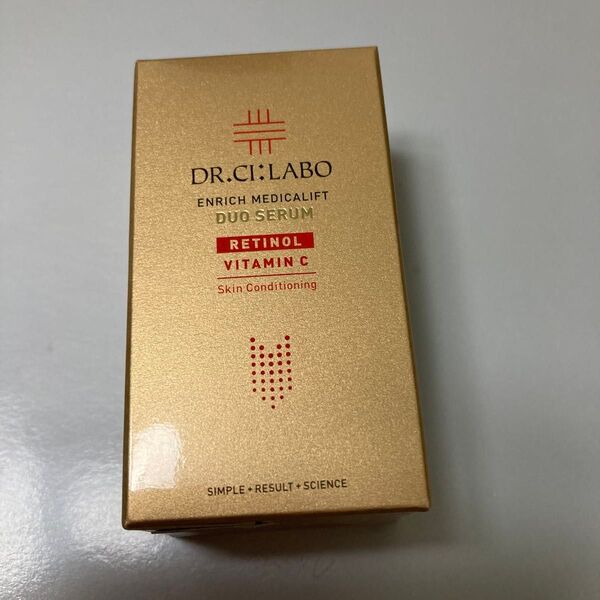 DR.CI:LABO
ENRICH MEDICALIFT
DUO SERUM
RETINOL
VITAMIN C
Skin Conditioning
SIMPLE+RESULT+SCIENCE